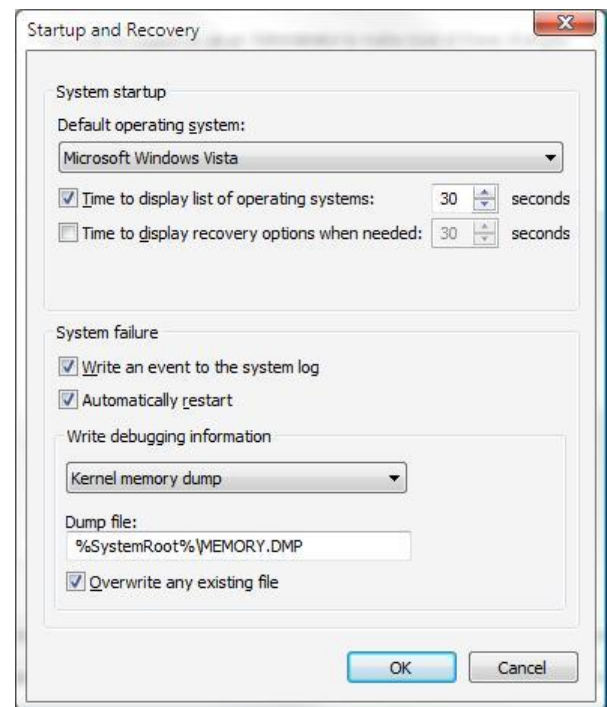 Startup and Recovery
System startup
Default operating system:
Microsoft Windows Vista
Time to display list of operating systems: 30 seconds
Time to display recovery options when needed: 30 seconds
System failure
Write an event to the system log
Automatically restart
Write debugging information
Kernel memory dump
Dump file:
%SystemRoot%\MEMORY.DMP
Overwrite any existing file
OK Cancel